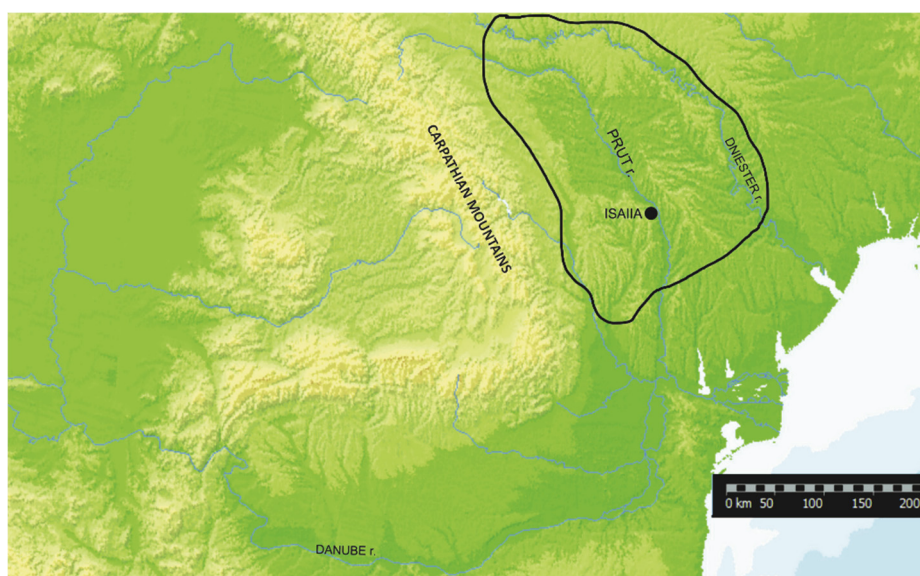 CARPATHIAN MOUNTAINS
PRUT r.
DNIESTER r.
ISAIIA
0 km 50 100 150 200
DANUBE r.